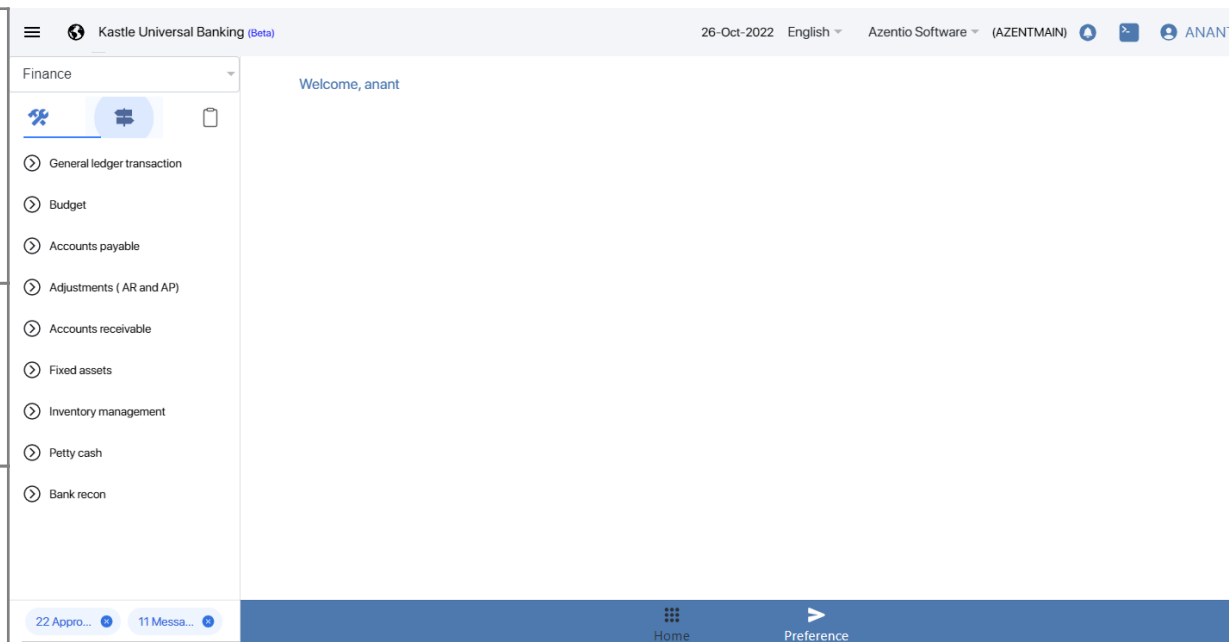 Kastle Universal Banking (Beta)
26-Oct-2022 English Azentio Software (AZENTMAIN) ANANT
Finance
Welcome, anant
General ledger transaction
Budget
Accounts payable
Adjustments ( AR and AP)
Accounts receivable
Fixed assets
Inventory management
Petty cash
Bank recon
22 Appro... 11 Messa...
Home Preference